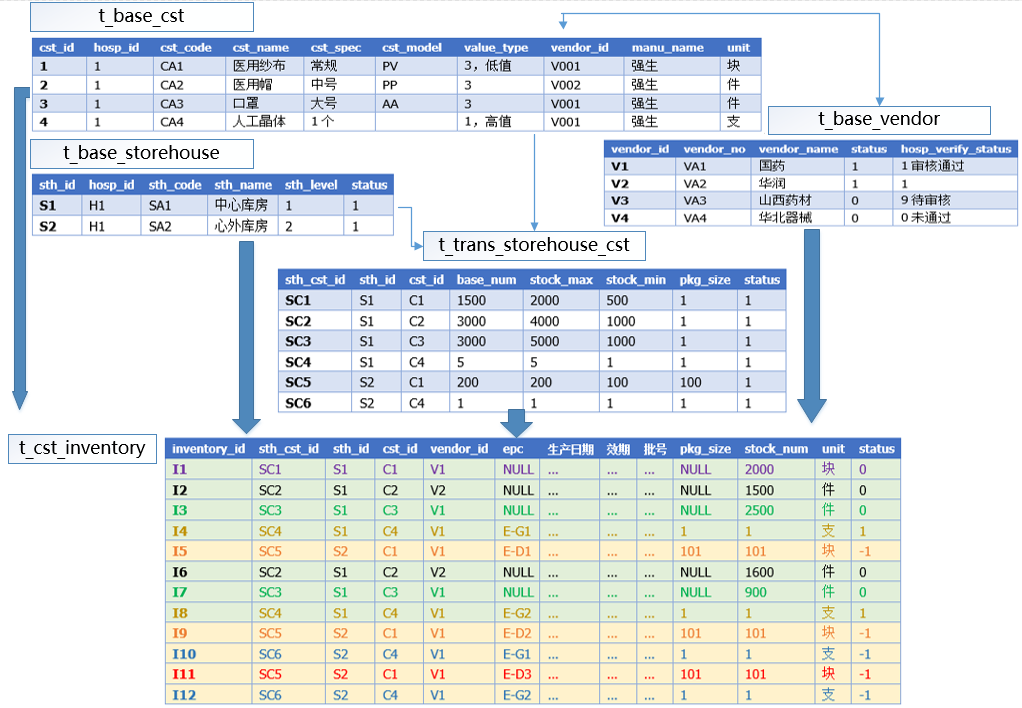 t_base_cst
cst_id hosp_id cst_code cst_name cst_spec cst_model value_type vendor_id manu_name unit
1 1 CA1 医用纱布 常规 PV 3，低值 V001 强生 块
2 1 CA2 医用帽 中号 PP 3 V002 强生 件
3 1 CA3 口罩 大号 AA 3 V001 强生 件
4 1 CA4 人工晶体 1个 1，高值 V001 强生 支
t_base_vendor
vendor_id vendor_no vendor_name status hosp_verify_status
V1 VA1 国药 1 1审核通过
V2 VA2 华润 1 1
V3 VA3 山西药材 0 9待审核
V4 VA4 华北器械 0 0未通过
t_base_storehouse
sth_id hosp_id sth_code sth_name sth_level status
S1 H1 SA1 中心库房 1 1
S2 H1 SA2 心外库房 2 1
t_trans_storehouse_cst
sth_cst_id sth_id cst_id base_num stock_max stock_min pkg_size status
SC1 S1 C1 1500 2000 500 1 1
SC2 S1 C2 3000 4000 1000 1 1
SC3 S1 C3 3000 5000 1000 1 1
SC4 S1 C4 5 5 1 1 1
SC5 S2 C1 200 200 100 100 1
SC6 S2 C4 1 1 1 1 1
t_cst_inventory
inventory_id sth_cst_id sth_id cst_id vendor_id epc 生产日期 效期 批号 pkg_size stock_num unit status
I1 SC1 S1 C1 V1 NULL ... ... ... NULL 2000 块 0
I2 SC2 S1 C2 V2 NULL ... ... ... NULL 1500 件 0
I3 SC3 S1 C3 V1 NULL ... ... ... NULL 2500 件 0
I4 SC4 S1 C4 V1 E-G1 ... ... ... 1 1 支 1
I5 SC5 S2 C1 V1 E-D1 ... ... ... 101 101 块 -1
I6 SC2 S1 C2 V2 NULL ... ... ... NULL 1600 件 0
I7 SC3 S1 C3 V1 NULL ... ... ... NULL 900 件 0
I8 SC4 S1 C4 V1 E-G2 ... ... ... 1 1 支 1
I9 SC5 S2 C1 V1 E-D2 ... ... ... 101 101 块 -1
I10 SC6 S2 C4 V1 E-G1 ... ... ... 1 1 支 -1
I11 SC5 S2 C1 V1 E-D3 ... ... ... 101 101 块 -1
I12 SC6 S2 C4 V1 E-G2 ... ... ... 1 1 支 -1